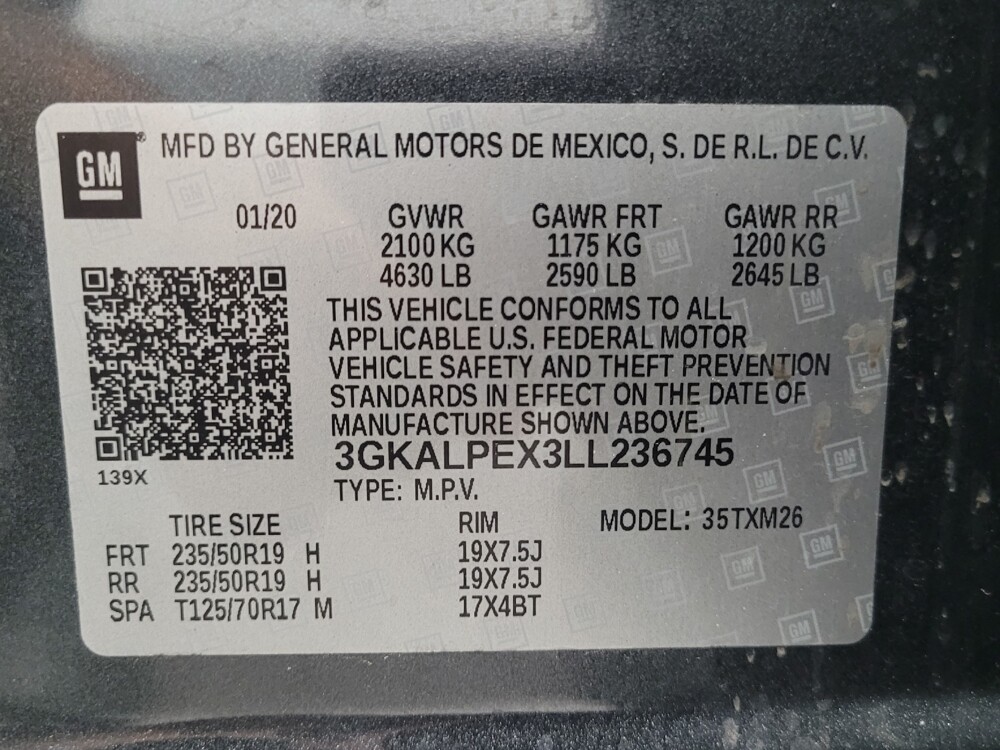 GM® MFD BY GENERAL MOTORS DE MEXICO, S. DE R.L. DE C.V.
01/20 GVWR GAWR FRT GAWR RR
2100 KG 1175 KG 1200 KG
4630 LB 2590 LB 2645 LB
THIS VEHICLE CONFORMS TO ALL
APPLICABLE U.S. FEDERAL MOTOR
VEHICLE SAFETY AND THEFT PREVENTION
STANDARDS IN EFFECT ON THE DATE OF
MANUFACTURE SHOWN ABOVE.
3GKALPEX3LL236745
139X
TYPE: M.P.V.
TIRE SIZE RIM MODEL: 35TXM26
FRT 235/50R19 H 19X7.5J
RR 235/50R19 H 19X7.5J
SPA T125/70R17 M 17X4BT